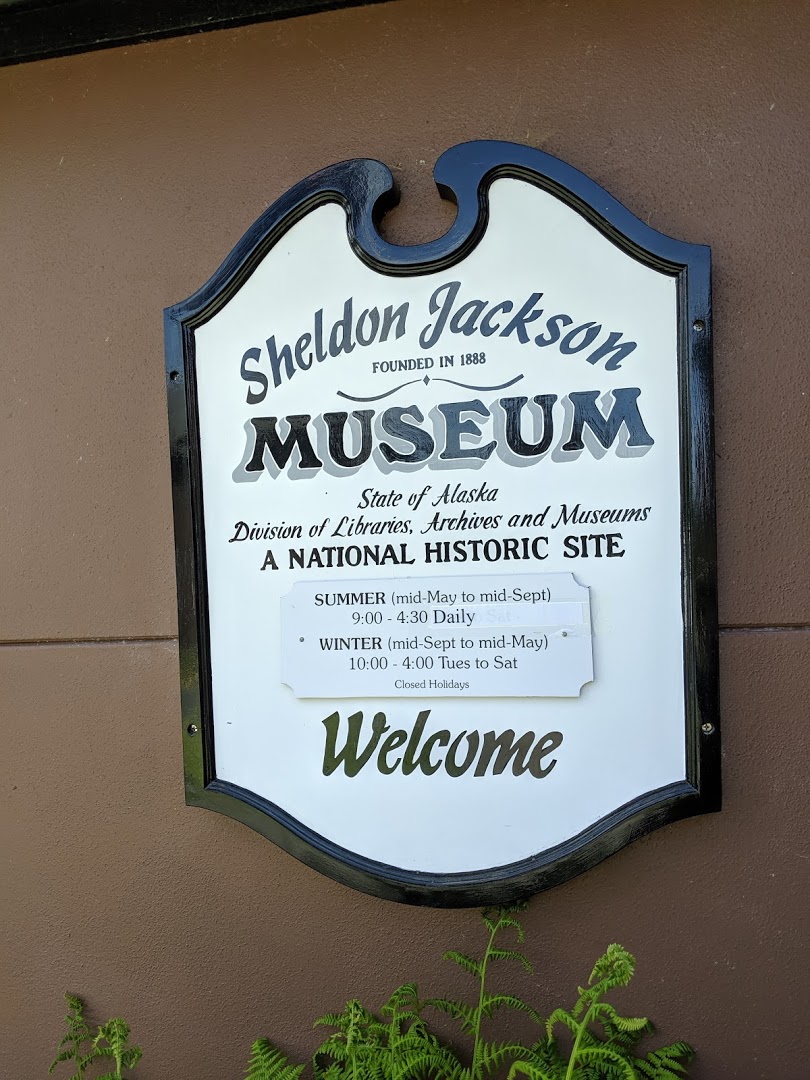 Sheldon Jackson
FOUNDED IN 1888
MUSEUM
State of Alaska
Division of Libraries, Archives and Museums
A NATIONAL HISTORIC SITE
SUMMER (mid-May to mid-Sept)
9:00 - 4:30 Daily
WINTER (mid-Sept to mid-May)
10:00 - 4:00 Tues to Sat
Closed Holidays
Welcome